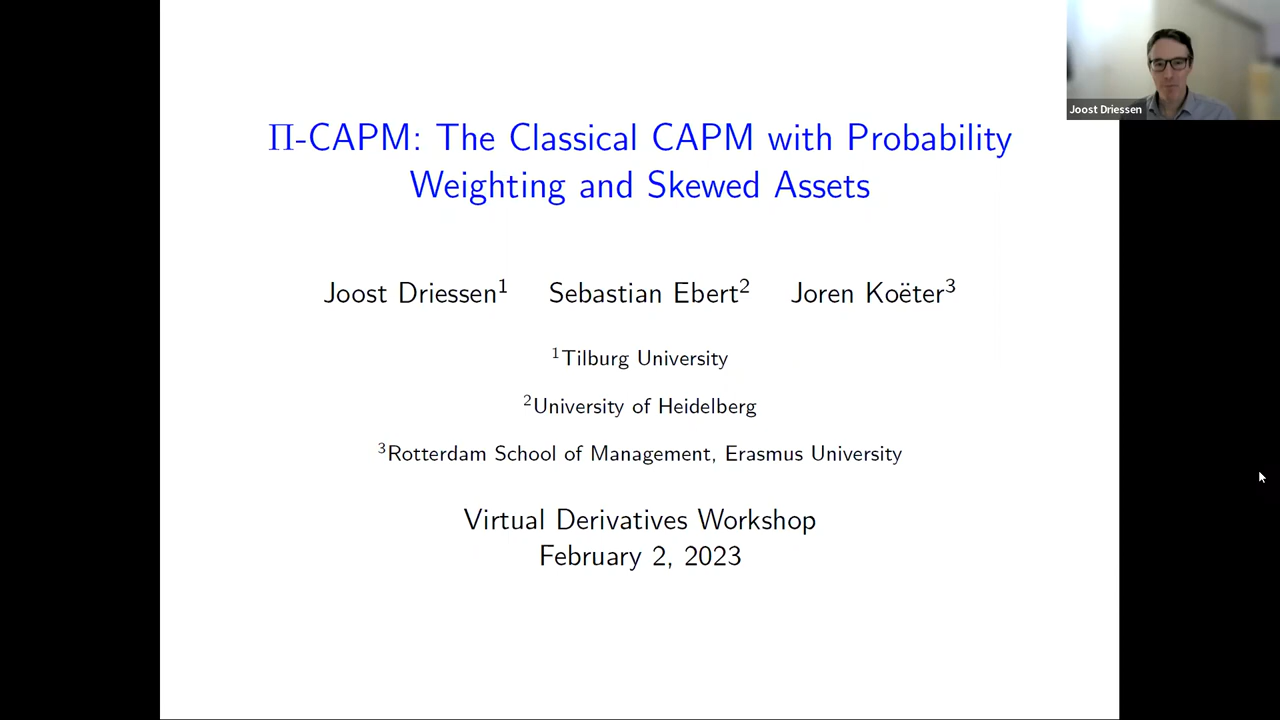 Π-CAPM: The Classical CAPM with Probability
Weighting and Skewed Assets
Joost Driessen¹ Sebastian Ebert² Joren Koëter³
¹Tilburg University
²University of Heidelberg
³Rotterdam School of Management, Erasmus University
Virtual Derivatives Workshop
February 2, 2023
Joost Driessen